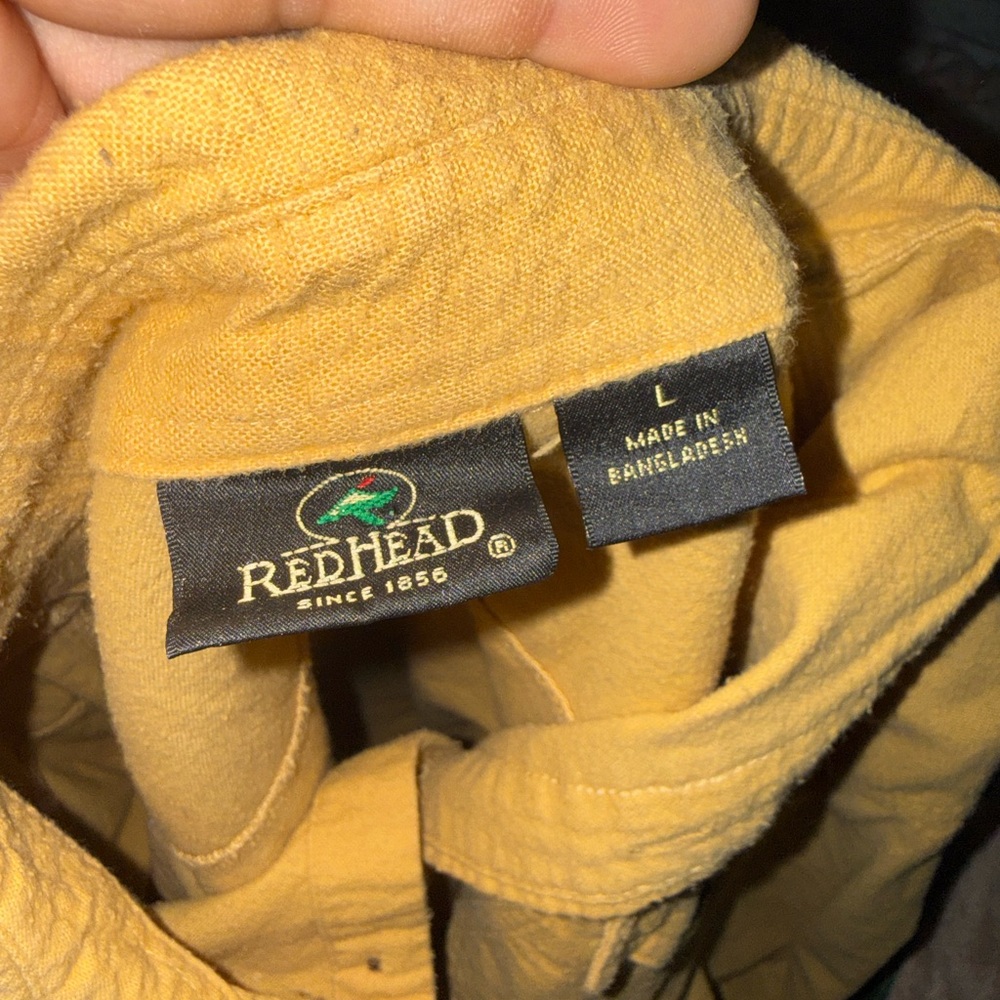 REDHEAD®
SINCE 1856
L
MADE IN
BANGLADESH